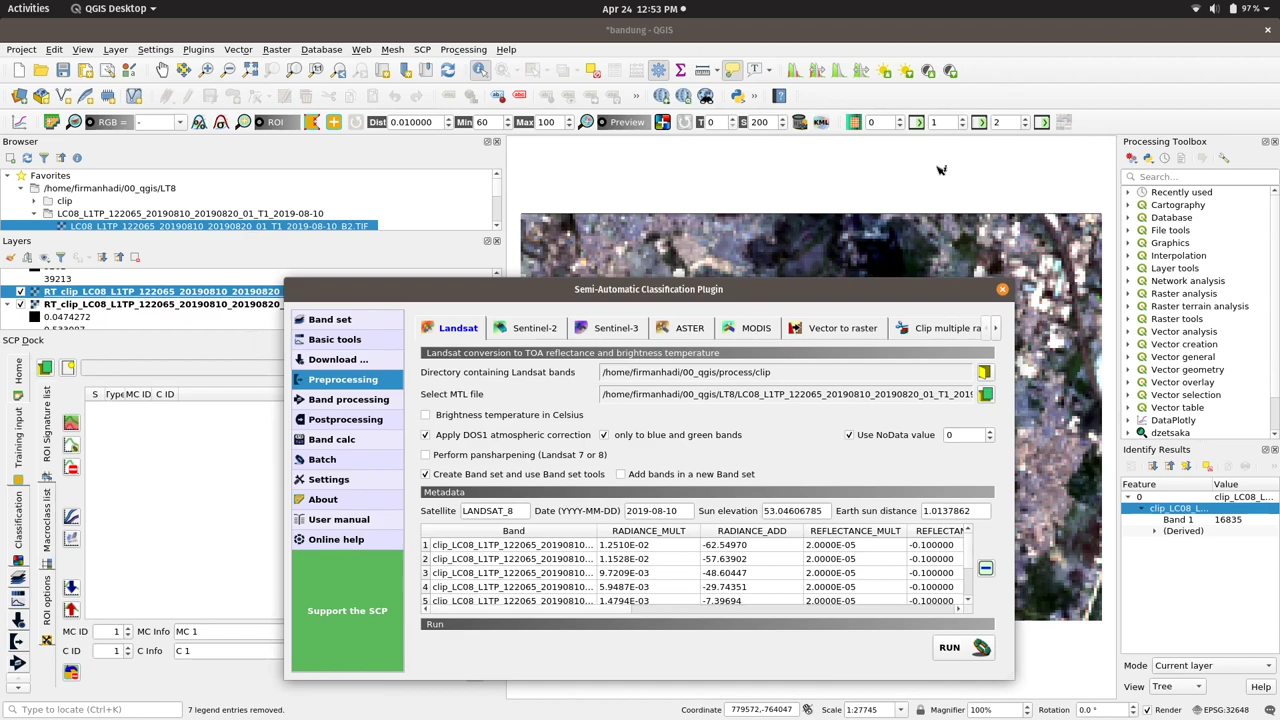 Activities QGIS Desktop Apr 24 12:53 PM 97 %
*bandung — QGIS
Project Edit View Layer Settings Plugins Vector Raster Database Web Mesh SCP Processing Help
RGB = - ROI Dist 0.010000 Min 60 Max 100 Preview T 0 S 200 KML 0 1 2
Browser
Favorites
/home/firmanhadi/00_qgis/LT8
clip
LC08_L1TP_122065_20190810_20190820_01_T1_2019-08-10
LC08_L1TP_122065_20190810_20190820_01_T1_2019-08-10_B2.TIF
Layers
39213
RT_clip_LC08_L1TP_122065_20190810_20190820
RT_clip_LC08_L1TP_122065_20190810_20190820
0.0474272
SCP Dock
Home
Training input
Classification
ROI Signature list
Macroclass list
ROI options
S Type MC ID C ID
MC ID 1 MC Info MC 1
C ID 1 C Info C 1
Semi-Automatic Classification Plugin
Band set
Basic tools
Download ...
Preprocessing
Band processing
Postprocessing
Band calc
Batch
Settings
About
User manual
Online help
Support the SCP
Landsat Sentinel-2 Sentinel-3 ASTER MODIS Vector to raster Clip multiple ra
Landsat conversion to TOA reflectance and brightness temperature
Directory containing Landsat bands /home/firmanhadi/00_qgis/process/clip
Select MTL file /home/firmanhadi/00_qgis/LT8/LC08_L1TP_122065_20190810_20190820_01_T1_2019
Brightness temperature in Celsius
Apply DOS1 atmospheric correction only to blue and green bands Use NoData value 0
Perform pansharpening (Landsat 7 or 8)
Create Band set and use Band set tools Add bands in a new Band set
Metadata
Satellite LANDSAT_8 Date (YYYY-MM-DD) 2019-08-10 Sun elevation 53.04606785 Earth sun distance 1.0137862
Band RADIANCE_MULT RADIANCE_ADD REFLECTANCE_MULT REFLECTAN
1 clip_LC08_L1TP_122065_20190810... 1.2510E-02 -62.54970 2.0000E-05 -0.100000
2 clip_LC08_L1TP_122065_20190810... 1.1528E-02 -57.63902 2.0000E-05 -0.100000
3 clip_LC08_L1TP_122065_20190810... 9.7209E-03 -48.60447 2.0000E-05 -0.100000
4 clip_LC08_L1TP_122065_20190810... 5.9487E-03 -29.74351 2.0000E-05 -0.100000
5 clip_LC08_L1TP_122065_20190810... 1.4794E-03 -7.39694 2.0000E-05 -0.100000
Run
RUN
Processing Toolbox
Search...
Recently used
Cartography
Database
File tools
Graphics
Interpolation
Layer tools
Network analysis
Raster analysis
Raster terrain analysis
Raster tools
Vector analysis
Vector creation
Vector general
Vector geometry
Vector overlay
Vector selection
Vector table
DataPlotly
dzetsaka
Identify Results
Feature Value
0 clip_LC08_L...
clip_LC08_L...
Band 1 16835
(Derived)
Mode Current layer
View Tree Help
Type to locate (Ctrl+K) 7 legend entries removed. Coordinate 779572,-764047 Scale 1:27745 Magnifier 100% Rotation 0.0 ° Render EPSG:32648